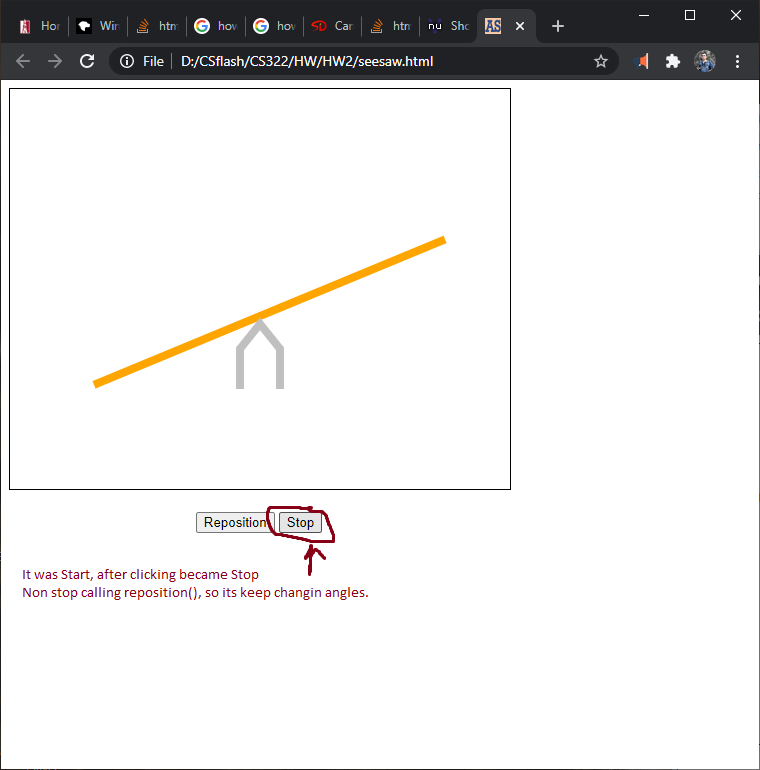 Hor
Win
htm
hov
hov
Car
htm
Sho
AS
File
D:/CSflash/CS322/HW/HW2/seesaw.html
Reposition
Stop
It was Start, after clicking became Stop
Non stop calling reposition(), so its keep changin angles.